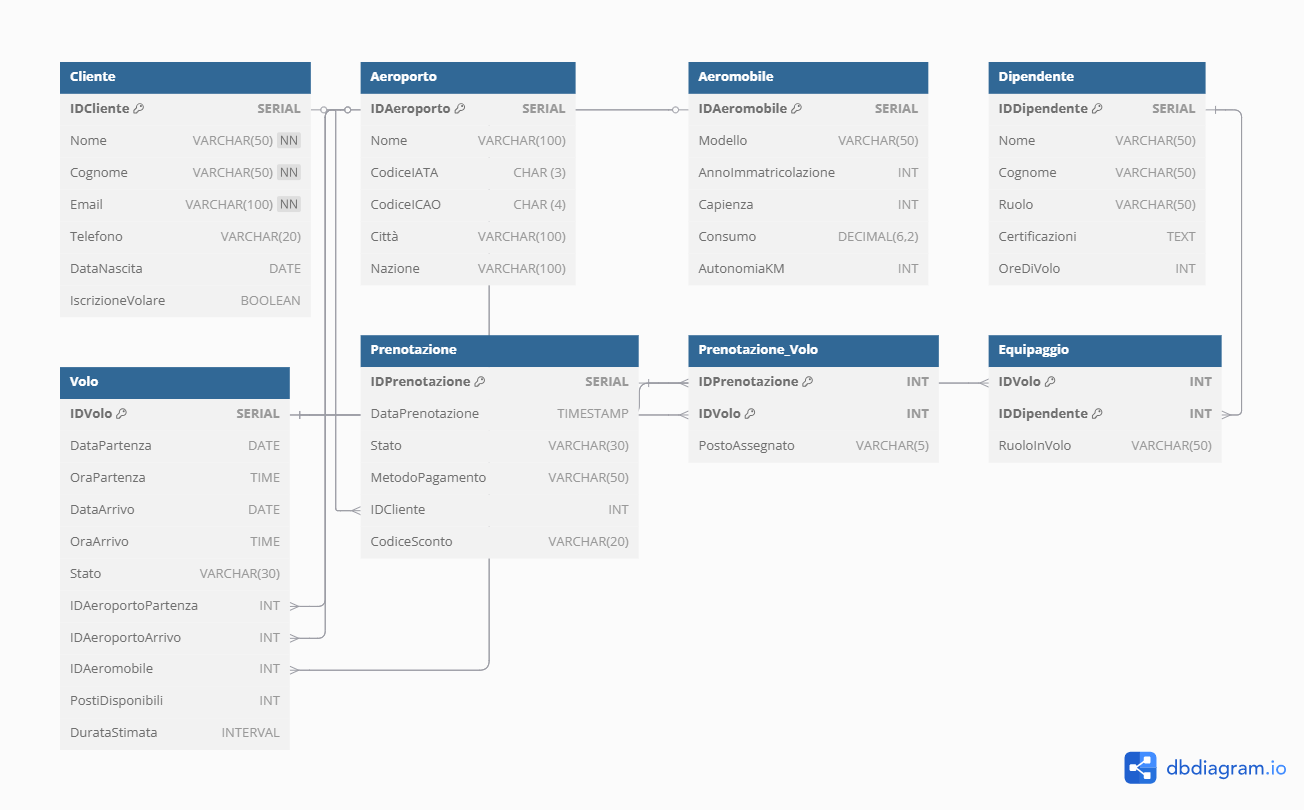 Cliente
IDCliente SERIAL
Nome VARCHAR(50) NN
Cognome VARCHAR(50) NN
Email VARCHAR(100) NN
Telefono VARCHAR(20)
DataNascita DATE
IscrizioneVolare BOOLEAN
Aeroporto
IDAeroporto SERIAL
Nome VARCHAR(100)
CodiceIATA CHAR (3)
CodiceICAO CHAR (4)
Città VARCHAR(100)
Nazione VARCHAR(100)
Aeromobile
IDAeromobile SERIAL
Modello VARCHAR(50)
AnnoImmatricolazione INT
Capienza INT
Consumo DECIMAL(6,2)
AutonomiaKM INT
Dipendente
IDDipendente SERIAL
Nome VARCHAR(50)
Cognome VARCHAR(50)
Ruolo VARCHAR(50)
Certificazioni TEXT
OreDiVolo INT
Volo
IDVolo SERIAL
DataPartenza DATE
OraPartenza TIME
DataArrivo DATE
OraArrivo TIME
Stato VARCHAR(30)
IDAeroportoPartenza INT
IDAeroportoArrivo INT
IDAeromobile INT
PostiDisponibili INT
DurataStimata INTERVAL
Prenotazione
IDPrenotazione SERIAL
DataPrenotazione TIMESTAMP
Stato VARCHAR(30)
MetodoPagamento VARCHAR(50)
IDCliente INT
CodiceSconto VARCHAR(20)
Prenotazione_Volo
IDPrenotazione INT
IDVolo INT
PostoAssegnato VARCHAR(5)
Equipaggio
IDVolo INT
IDDipendente INT
RuoloInVolo VARCHAR(50)
dbdiagram.io